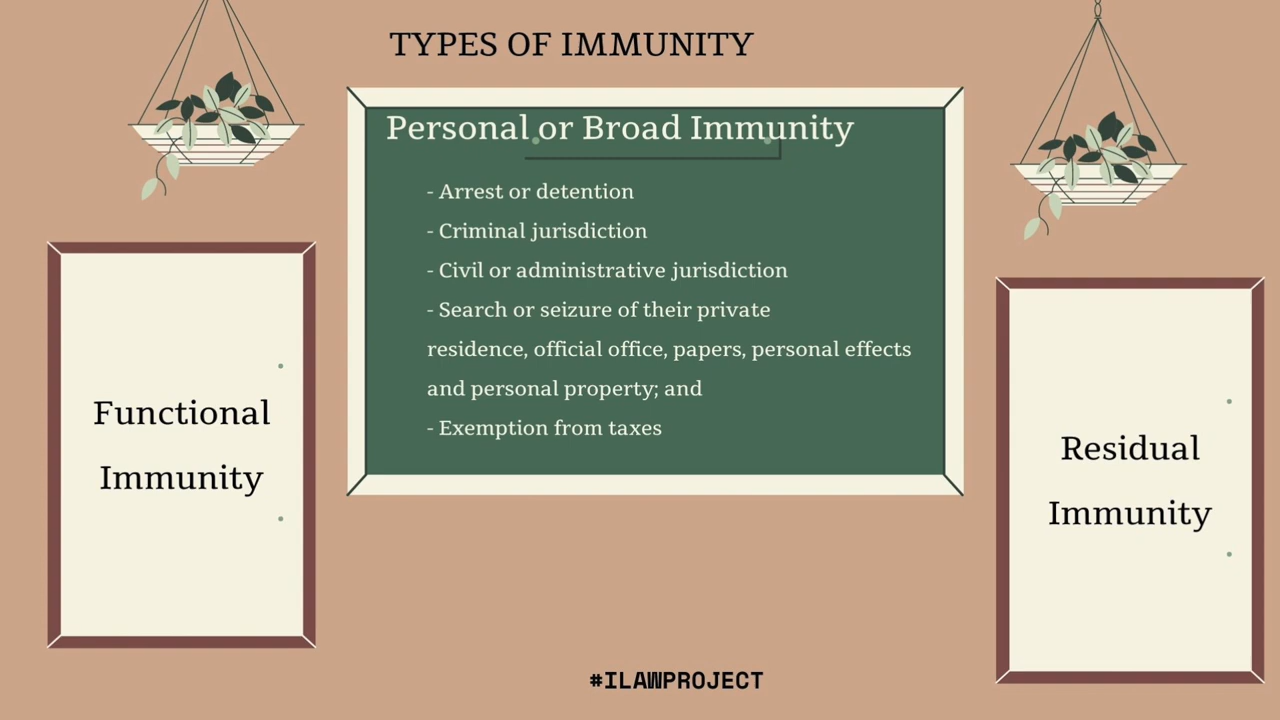 TYPES OF IMMUNITY
Personal or Broad Immunity
- Arrest or detention
- Criminal jurisdiction
- Civil or administrative jurisdiction
- Search or seizure of their private
residence, official office, papers, personal effects
and personal property; and
- Exemption from taxes
Functional
Immunity
Residual
Immunity
#ILAWPROJECT